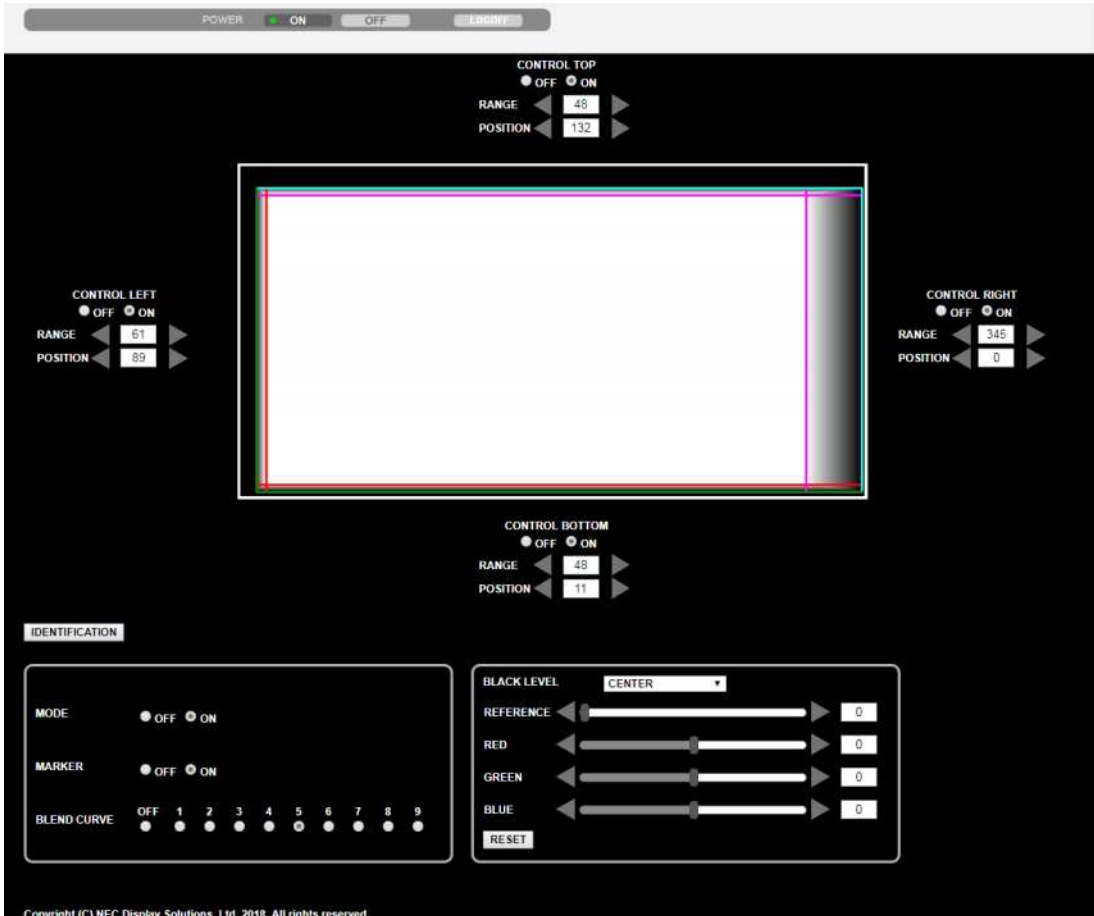 POWER ON OFF LOGOFF
CONTROL TOP
OFF ON
RANGE 48
POSITION 132
CONTROL LEFT
OFF ON
RANGE 61
POSITION 89
CONTROL RIGHT
OFF ON
RANGE 345
POSITION 0
CONTROL BOTTOM
OFF ON
RANGE 48
POSITION 11
IDENTIFICATION
MODE OFF ON
MARKER OFF ON
BLEND CURVE OFF 1 2 3 4 5 6 7 8 9
BLACK LEVEL CENTER
REFERENCE 0
RED 0
GREEN 0
BLUE 0
RESET
Copyright (C) NEC Display Solutions, Ltd. 2018. All rights reserved.